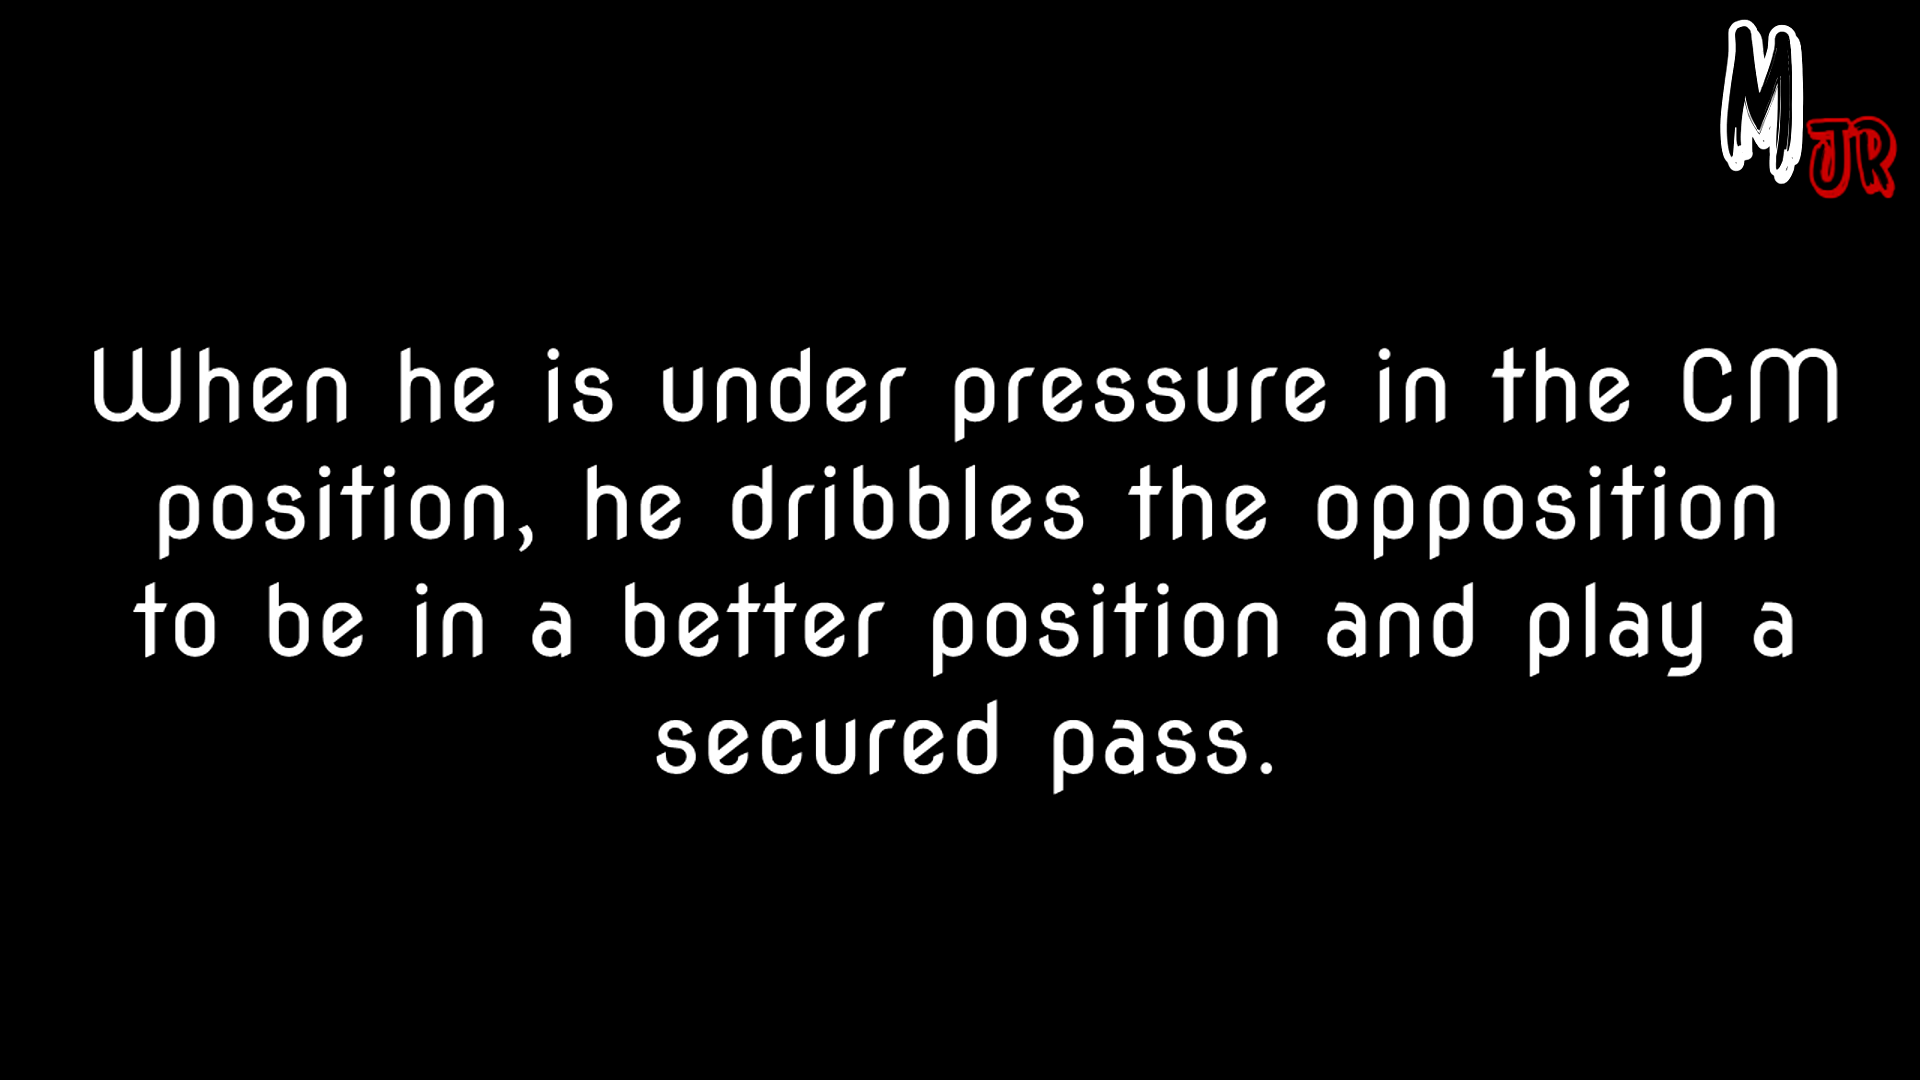 M
JR
When he is under pressure in the CM
position, he dribbles the opposition
to be in a better position and play a
secured pass.